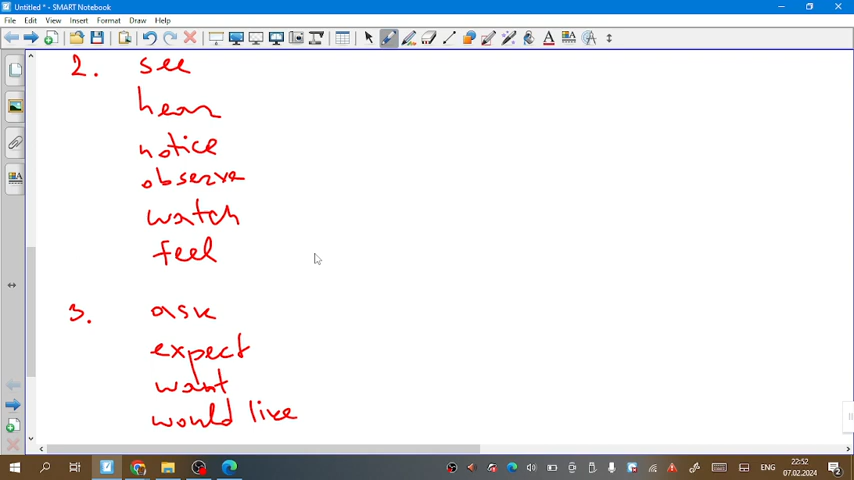 Untitled * - SMART Notebook
File Edit View Insert Format Draw Help
2. see
hear
notice
observe
watch
feel
3. ask
expect
want
would like
ENG
22:52
07.02.2024
2